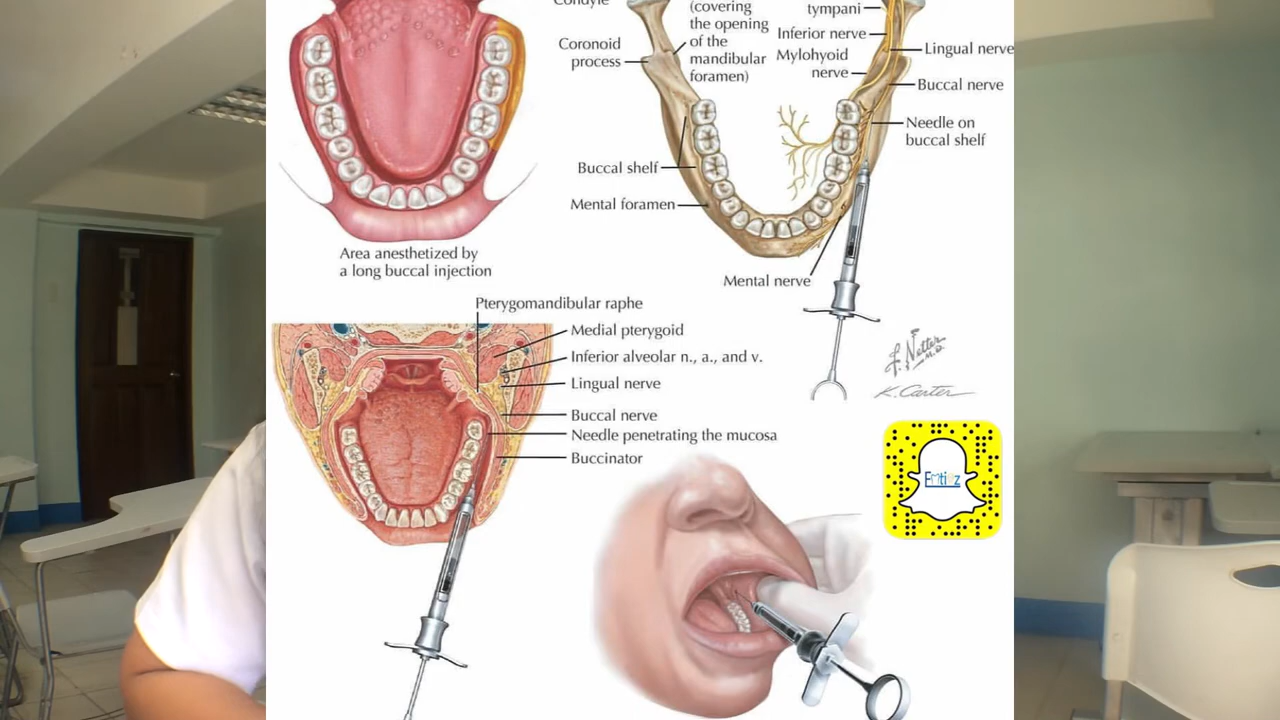 Condyle
(covering
the opening
of the
mandibular
foramen)
Coronoid
process
tympani
Inferior nerve
Mylohyoid
nerve
Lingual nerve
Buccal nerve
Needle on
buccal shelf
Buccal shelf
Mental foramen
Mental nerve
Area anesthetized by
a long buccal injection
Pterygomandibular raphe
Medial pterygoid
Inferior alveolar n., a., and v.
Lingual nerve
Buccal nerve
Needle penetrating the mucosa
Buccinator
F. Netter
M.D.
K. Carter